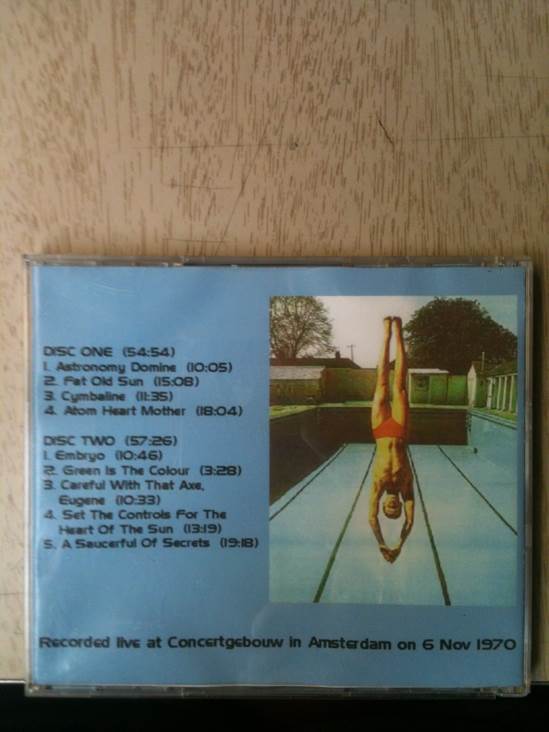 DISC ONE (54:54)
1. Astronomy Domine (10:05)
2. Fat Old Sun (15:08)
3. Cymbaline (11:35)
4. Atom Heart Mother (18:04)
DISC TWO (57:26)
1. Embryo (10:46)
2. Green Is The Colour (3:28)
3. Careful With That Axe,
Eugene (10:33)
4. Set The Controls For The
Heart Of The Sun (13:19)
5. A Saucerful Of Secrets (19:18)
Recorded live at Concertgebouw in Amsterdam on 6 Nov 1970